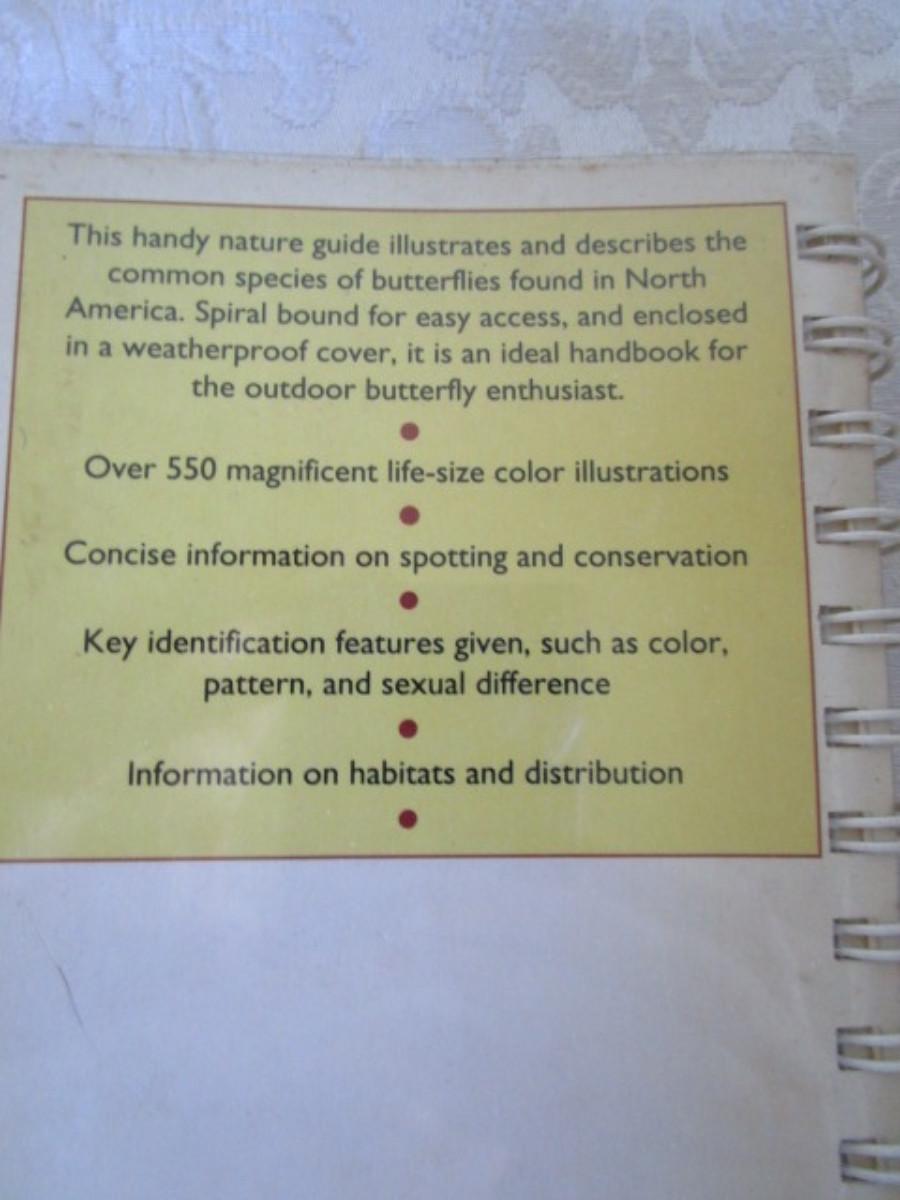 This handy nature guide illustrates and describes the
common species of butterflies found in North
America. Spiral bound for easy access, and enclosed
in a weatherproof cover, it is an ideal handbook for
the outdoor butterfly enthusiast.
Over 550 magnificent life-size color illustrations
Concise information on spotting and conservation
Key identification features given, such as color,
pattern, and sexual difference
Information on habitats and distribution